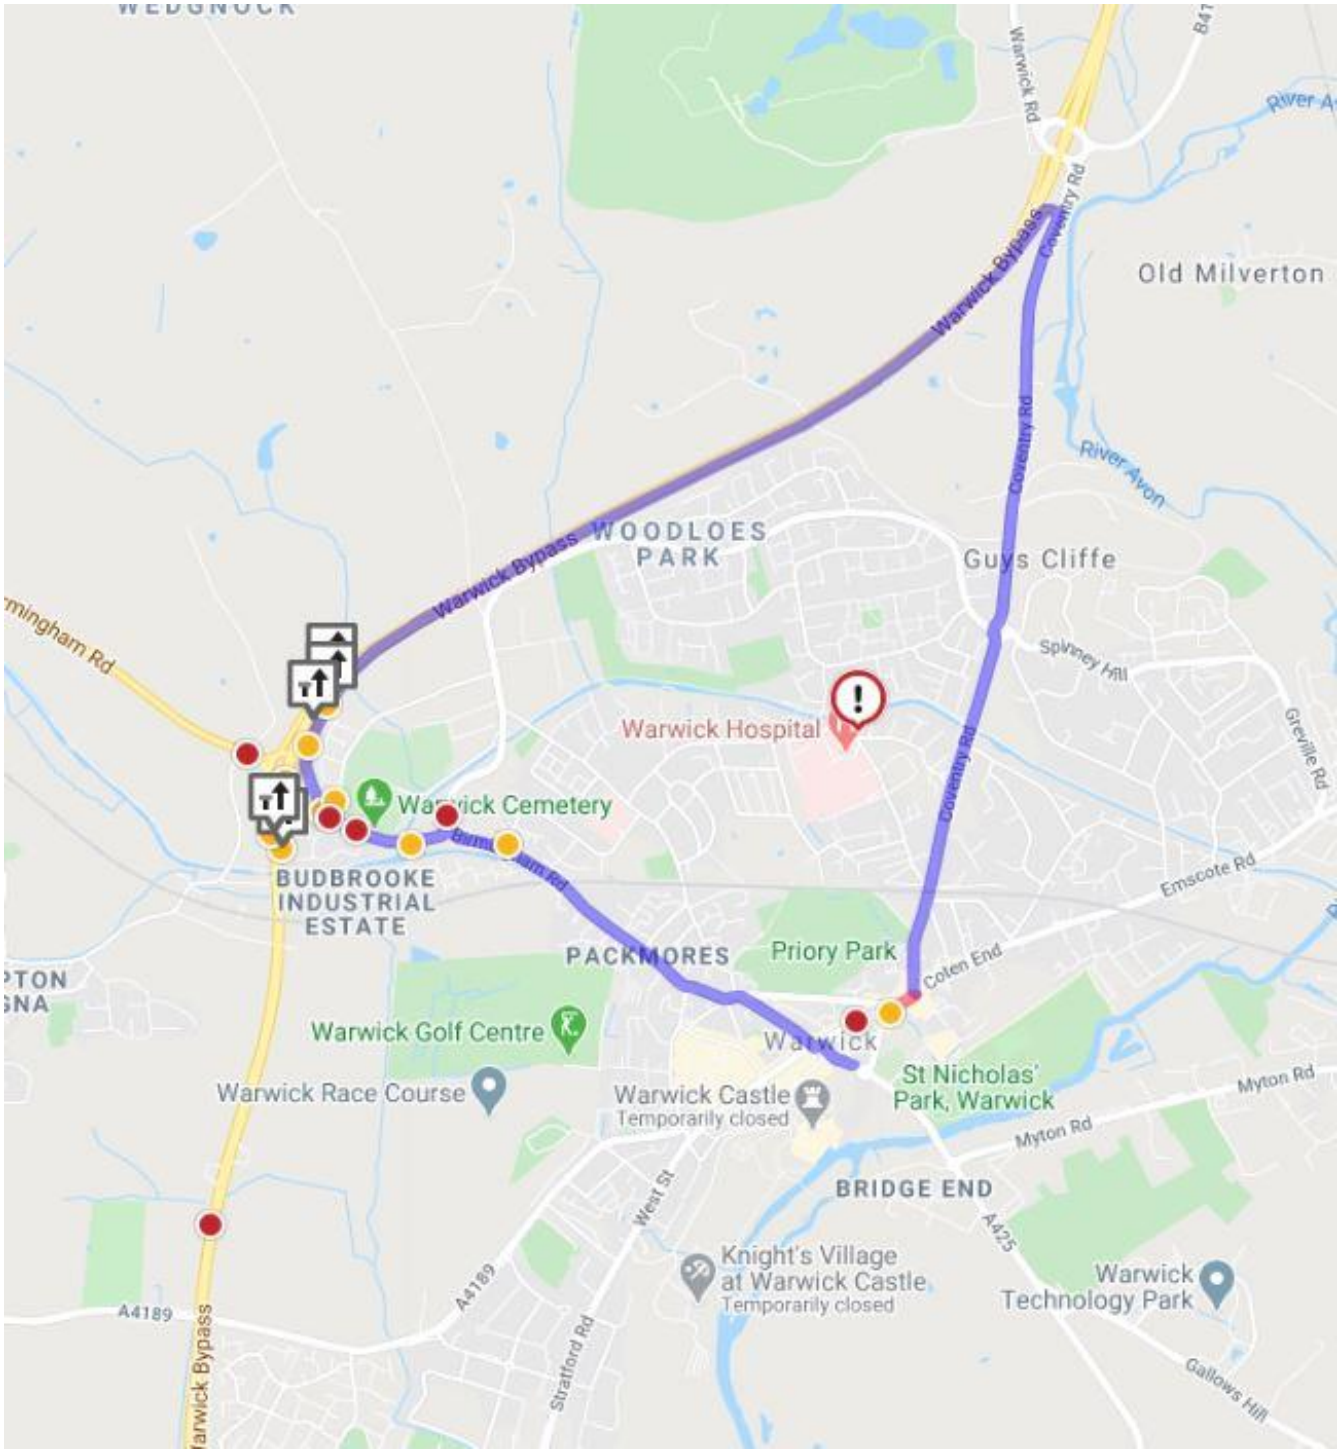 WEDGNOCK
Warwick Rd
B41
River A
Coventry Rd
Warwick Bypass
Old Milverton
Coventry Rd
River Avon
WOODLOES
PARK
Warwick Bypass
Guys Cliffe
rmingham Rd
Spinney Hill
Warwick Hospital
!
Greville Rd
Coventry Rd
Warwick Cemetery
Birmingham Rd
BUDBROOKE
INDUSTRIAL
ESTATE
Emscote Rd
PACKMORES
Priory Park
Coten End
PTON
GNA
Warwick Golf Centre
Warwick
Warwick Race Course
Warwick Castle
Temporarily closed
St Nicholas'
Park, Warwick
Myton Rd
Myton Rd
BRIDGE END
West St
A425
Knight's Village
at Warwick Castle
Temporarily closed
Warwick
Technology Park
A4189
A4189
Warwick Bypass
Stratford Rd
Gallows Hill